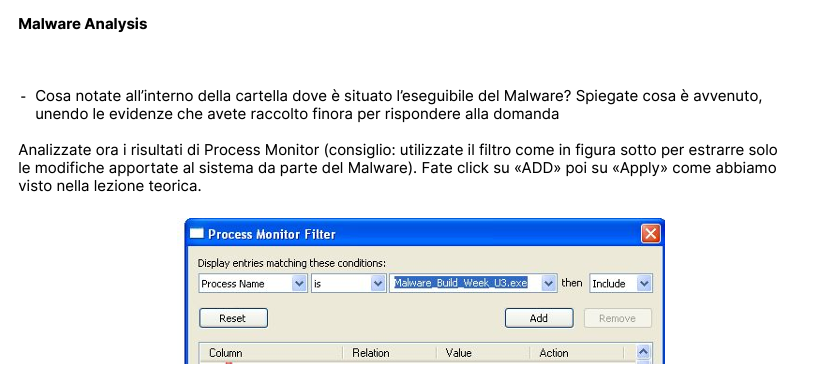 Malware Analysis
- Cosa notate all’interno della cartella dove è situato l’eseguibile del Malware? Spiegate cosa è avvenuto,
unendo le evidenze che avete raccolto finora per rispondere alla domanda
Analizzate ora i risultati di Process Monitor (consiglio: utilizzate il filtro come in figura sotto per estrarre solo
le modifiche apportate al sistema da parte del Malware). Fate click su «ADD» poi su «Apply» come abbiamo
visto nella lezione teorica.
Process Monitor Filter
Display entries matching these conditions:
Process Name is Malware_Build_Week_U3.exe then Include
Reset Add Remove
Column Relation Value Action